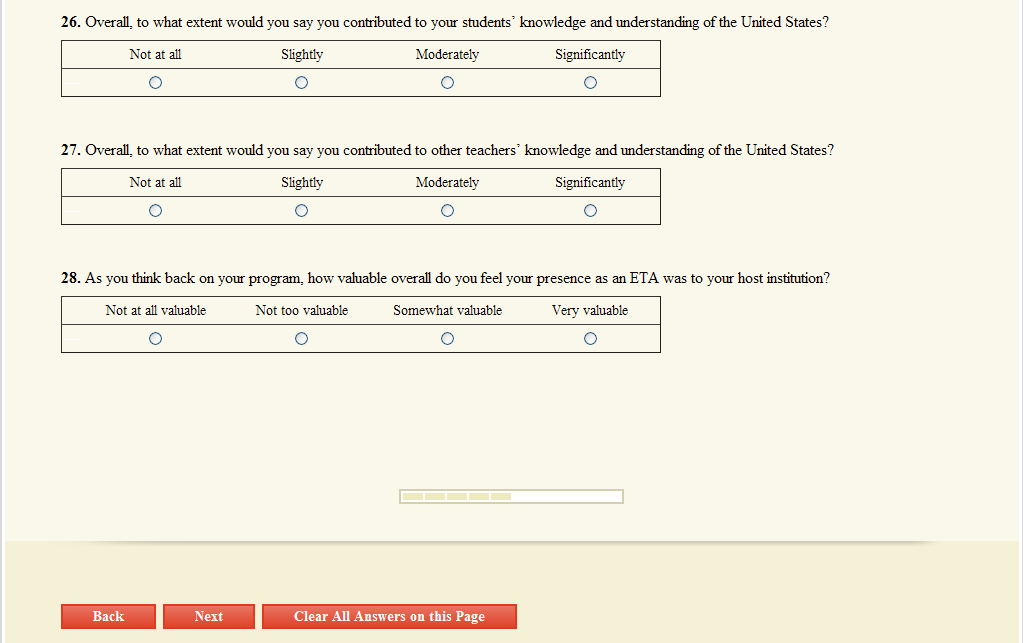 26. Overall, to what extent would you say you contributed to your students' knowledge and understanding of the United States?
Not at all Slightly Moderately Significantly
27. Overall, to what extent would you say you contributed to other teachers' knowledge and understanding of the United States?
Not at all Slightly Moderately Significantly
28. As you think back on your program, how valuable overall do you feel your presence as an ETA was to your host institution?
Not at all valuable Not too valuable Somewhat valuable Very valuable
Back Next Clear All Answers on this Page